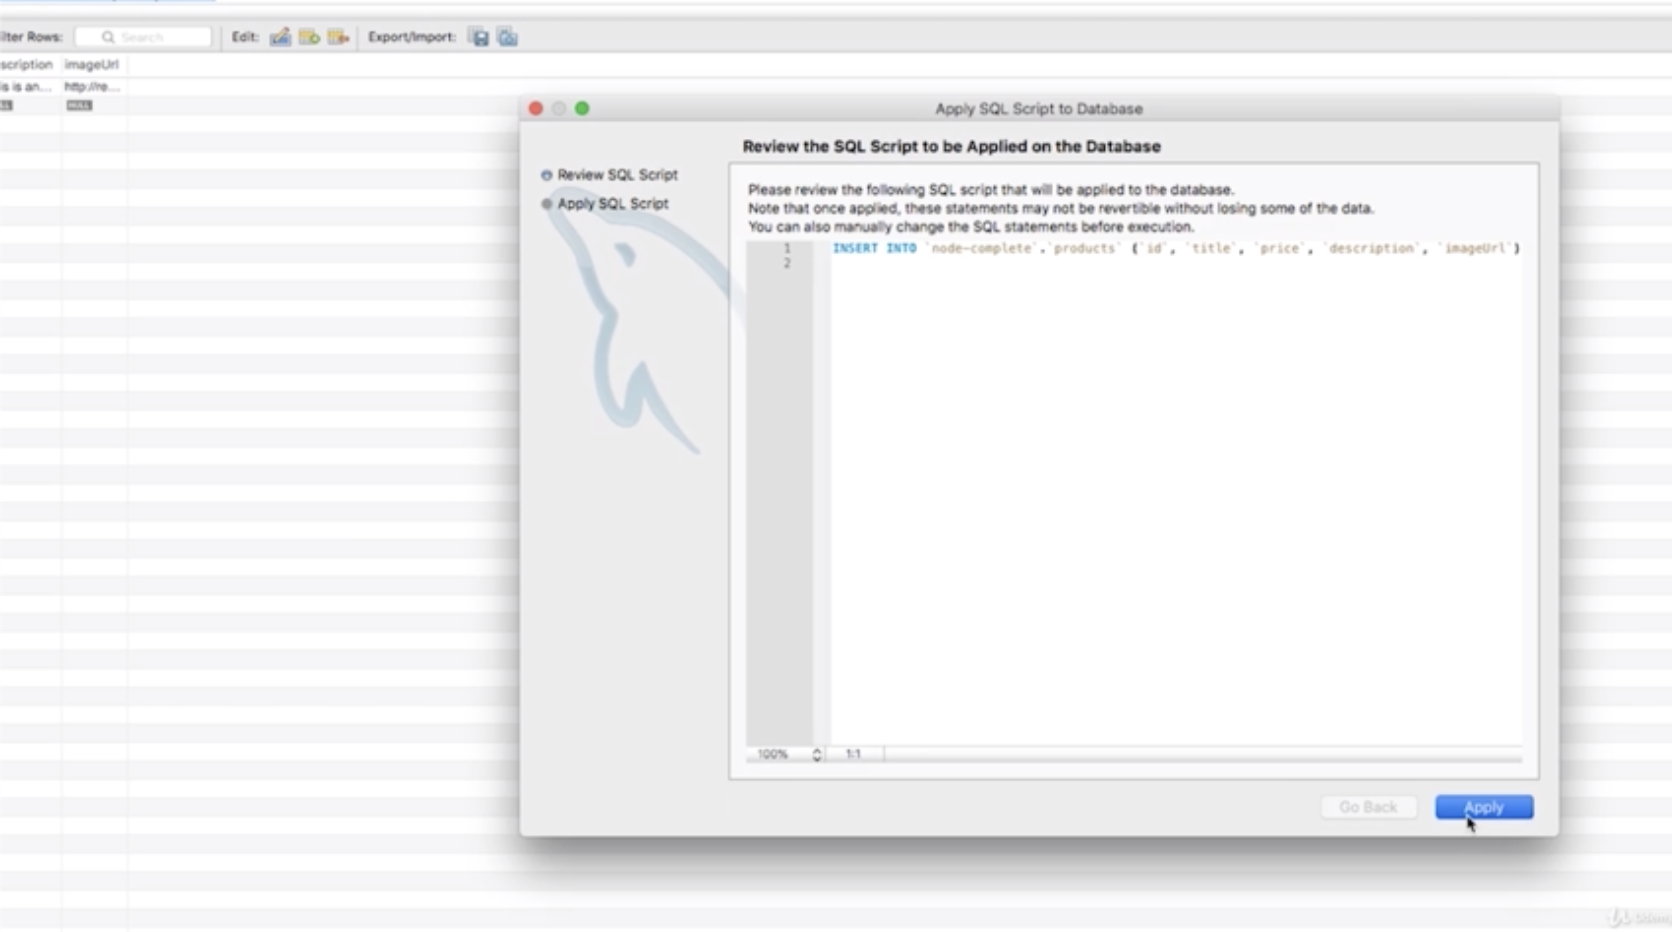 ilter Rows: Search Edit: Export/Import:
scription imageUrl
is is an... http://re...
NULL
Apply SQL Script to Database
Review the SQL Script to be Applied on the Database
Review SQL Script
Apply SQL Script
Please review the following SQL script that will be applied to the database.
Note that once applied, these statements may not be revertible without losing some of the data.
You can also manually change the SQL statements before execution.
1 INSERT INTO `node-complete`.`products` (`id`, `title`, `price`, `description`, `imageUrl`)
2
100% 1:1
Go Back Apply